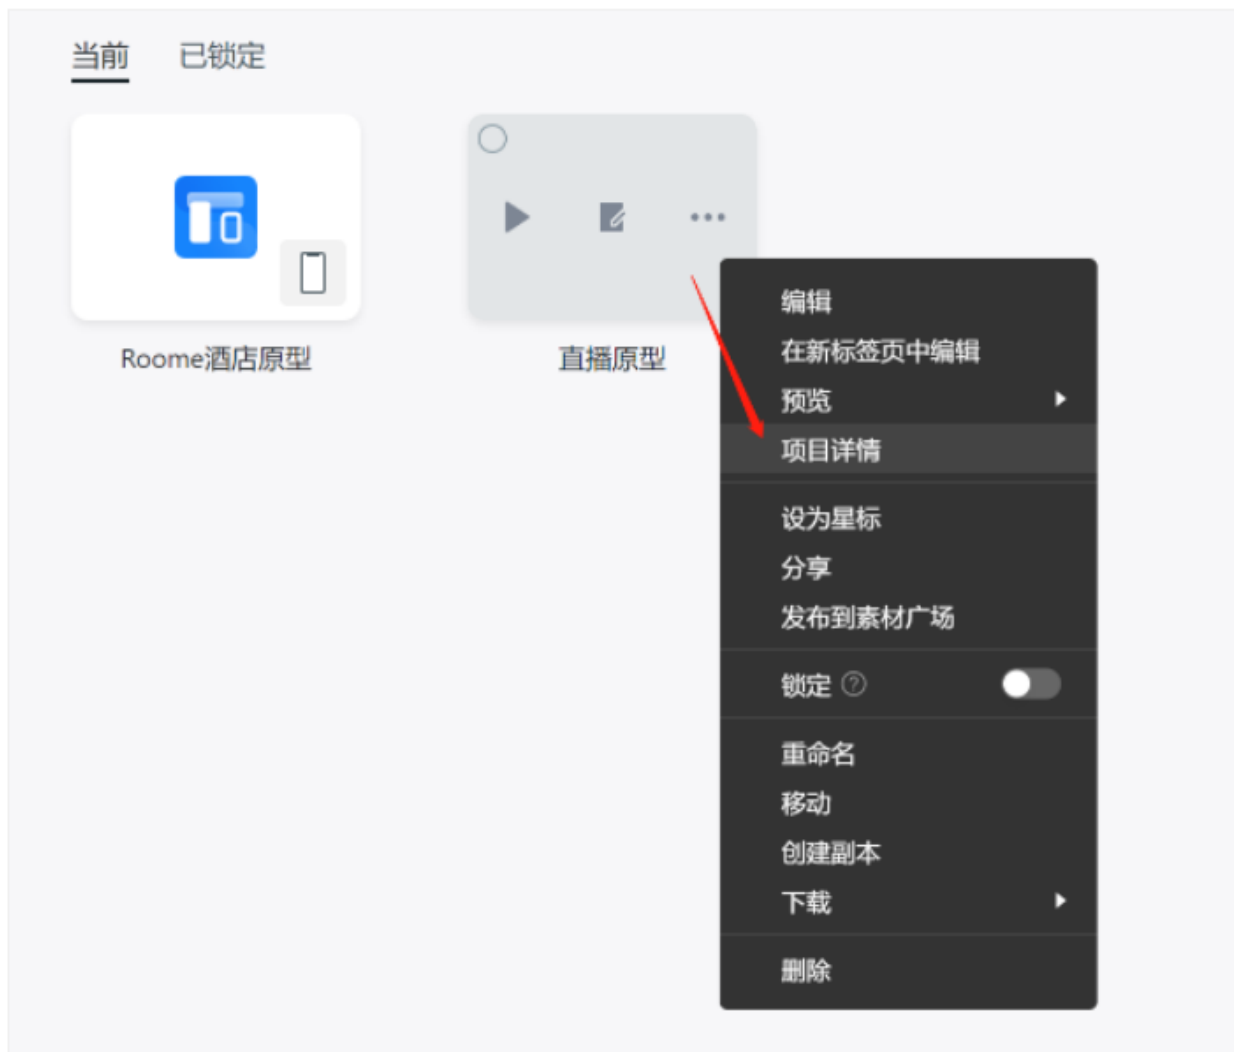 当前 已锁定
Roome酒店原型
直播原型
编辑
在新标签页中编辑
预览
项目详情
设为星标
分享
发布到素材广场
锁定 ?
重命名
移动
创建副本
下载
删除